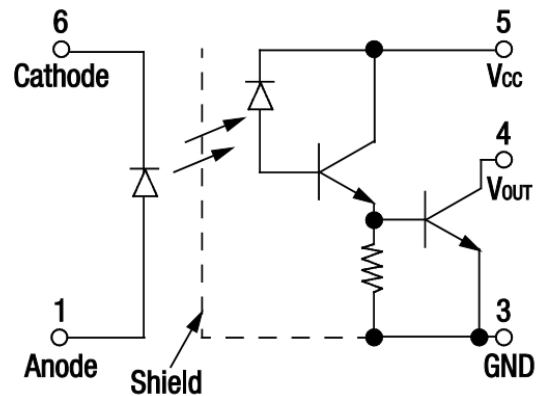 6
Cathode
5
Vcc
4
VOUT
1
Anode
Shield
3
GND